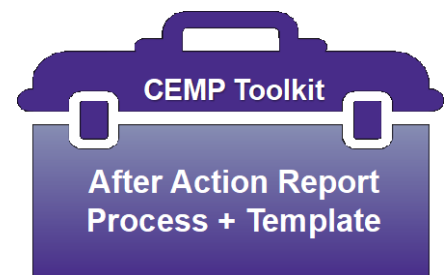 CEMP Toolkit
After Action Report
Process + Template